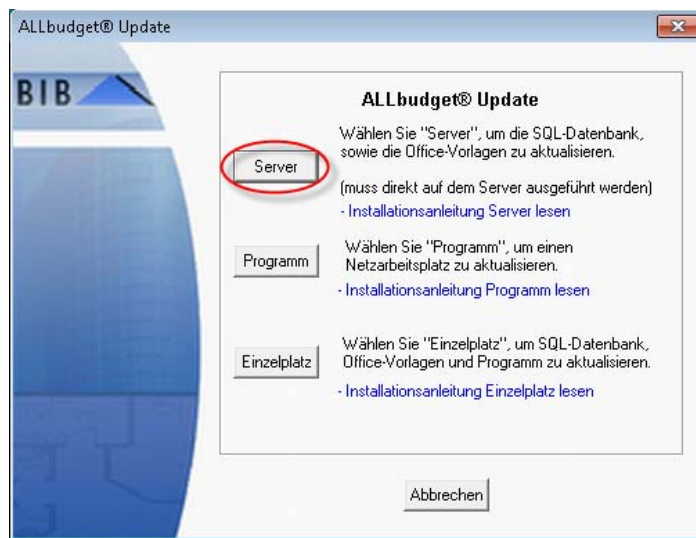 ALLbudget® Update
BIB
ALLbudget® Update
Server
Wählen Sie "Server", um die SQL-Datenbank,
sowie die Office-Vorlagen zu aktualisieren.
(muss direkt auf dem Server ausgeführt werden)
- Installationsanleitung Server lesen
Programm
Wählen Sie "Programm", um einen
Netzarbeitsplatz zu aktualisieren.
- Installationsanleitung Programm lesen
Einzelplatz
Wählen Sie "Einzelplatz", um SQL-Datenbank,
Office-Vorlagen und Programm zu aktualisieren.
- Installationsanleitung Einzelplatz lesen
Abbrechen